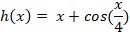 h(x) = x + cos(x/4)